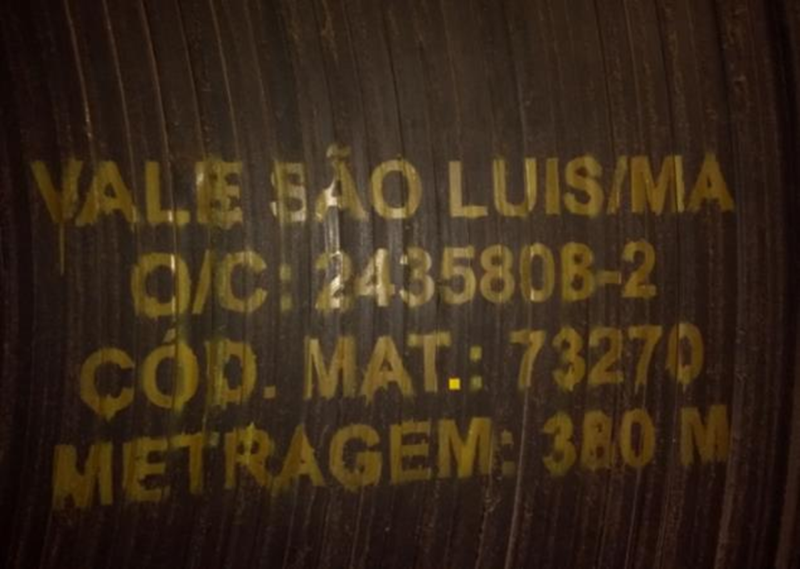 VALE SÃO LUIS/MA
O/C: 2435808-2
CÓD. MAT.: 73270
METRAGEM: 380 M